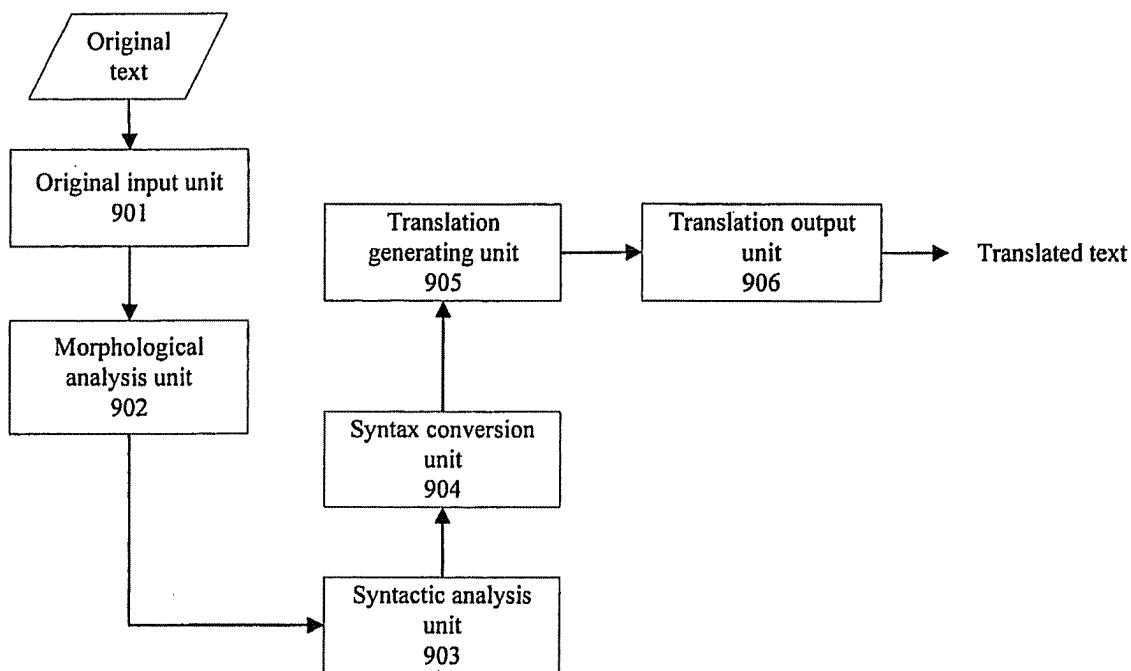 Original
text
Original input unit
901
Morphological
analysis unit
902
Syntactic analysis
unit
903
Syntax conversion
unit
904
Translation
generating unit
905
Translation output
unit
906
Translated text